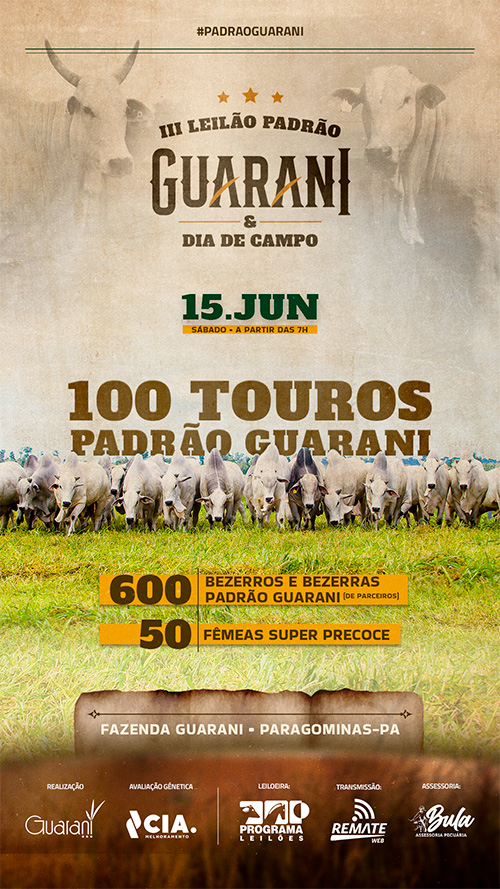 #PADRAOGUARANI
III LEILÃO PADRÃO
GUARANI
&
DIA DE CAMPO
15.JUN
SÁBADO • A PARTIR DAS 7H
100 TOUROS
PADRÃO GUARANI
600 BEZERROS E BEZERRAS
PADRÃO GUARANI (DE PARCEIROS)
50 FÊMEAS SUPER PRECOCE
FAZENDA GUARANI • PARAGOMINAS-PA
REALIZAÇÃO
Guarani
AVALIAÇÃO GÊNETICA
CIA.
MELHORAMENTO
LEILOEIRA:
PROGRAMA
LEILÕES
TRANSMISSÃO:
REMATE
WEB
ASSESSORIA:
Bula
ASSESSORIA PECUÁRIA